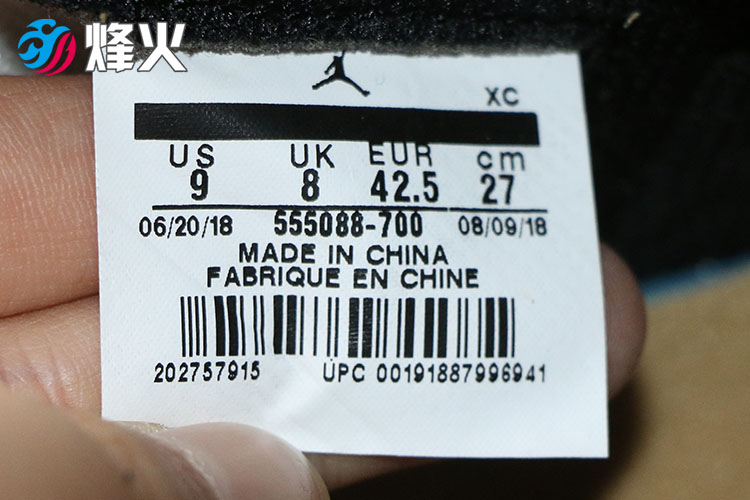 烽火
XC
US UK EUR cm
9 8 42.5 27
06/20/18 555088-700 08/09/18
MADE IN CHINA
FABRIQUE EN CHINE
202757915 UPC 00191887996941